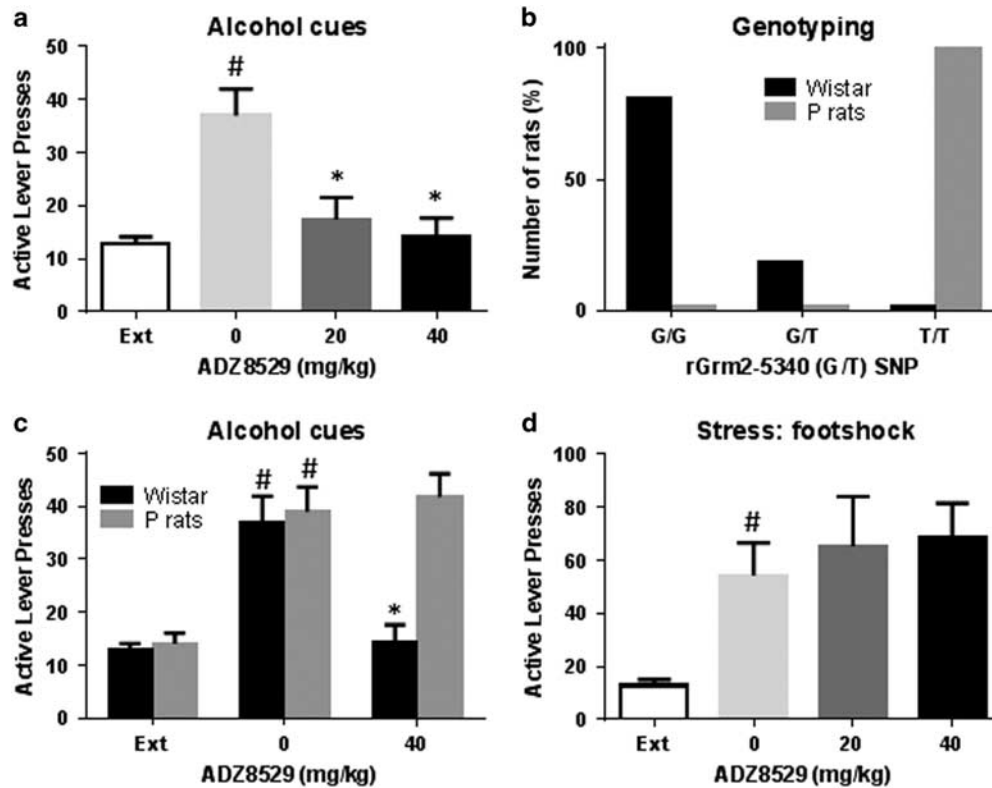 a
Alcohol cues
Active Lever Presses
50
40
30
20
10
0
#
*
*
Ext
0
20
40
ADZ8529 (mg/kg)
b
Genotyping
Number of rats (%)
100
50
0
Wistar
P rats
G/G
G/T
T/T
rGrm2-5340 (G/T) SNP
c
Alcohol cues
Active Lever Presses
50
40
30
20
10
0
Wistar
P rats
#
#
*
Ext
0
40
ADZ8529 (mg/kg)
d
Stress: footshock
Active Lever Presses
100
80
60
40
20
0
#
Ext
0
20
40
ADZ8529 (mg/kg)